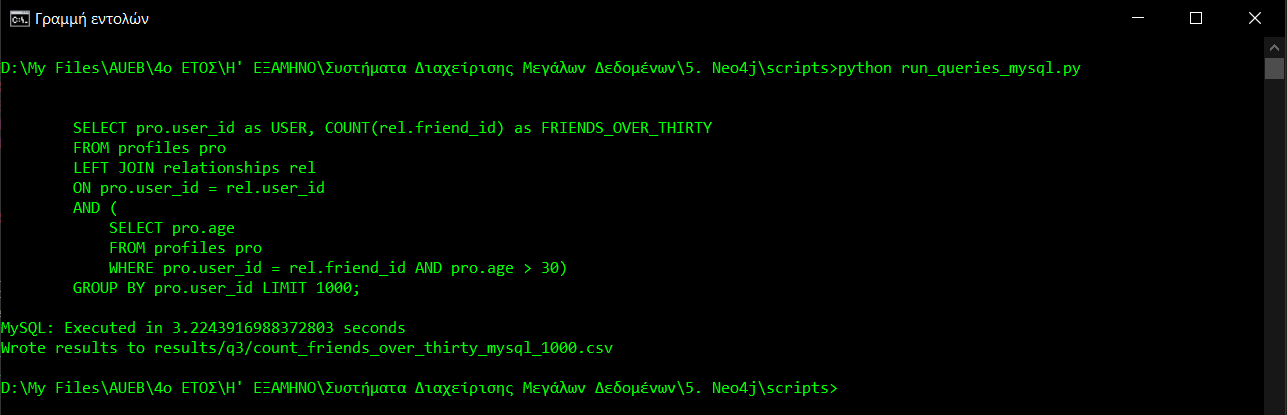 Γραμμή εντολών
D:\My Files\AUEB\4ο ΕΤΟΣ\Η' ΕΞΑΜΗΝΟ\Συστήματα Διαχείρισης Μεγάλων Δεδομένων\5. Neo4j\scripts>python run_queries_mysql.py
SELECT pro.user_id as USER, COUNT(rel.friend_id) as FRIENDS_OVER_THIRTY
FROM profiles pro
LEFT JOIN relationships rel
ON pro.user_id = rel.user_id
AND (
SELECT pro.age
FROM profiles pro
WHERE pro.user_id = rel.friend_id AND pro.age > 30)
GROUP BY pro.user_id LIMIT 1000;
MySQL: Executed in 3.2243916988372803 seconds
Wrote results to results/q3/count_friends_over_thirty_mysql_1000.csv
D:\My Files\AUEB\4ο ΕΤΟΣ\Η' ΕΞΑΜΗΝΟ\Συστήματα Διαχείρισης Μεγάλων Δεδομένων\5. Neo4j\scripts>